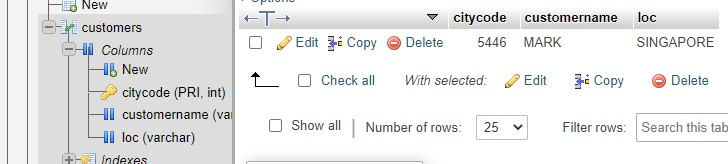 New
customers
Columns
New
citycode (PRI, int)
customername (var
loc (varchar)
Indexes
Options
citycode customername loc
Edit Copy Delete 5446 MARK SINGAPORE
Check all With selected: Edit Copy Delete
Show all Number of rows: 25 Filter rows: Search this tab